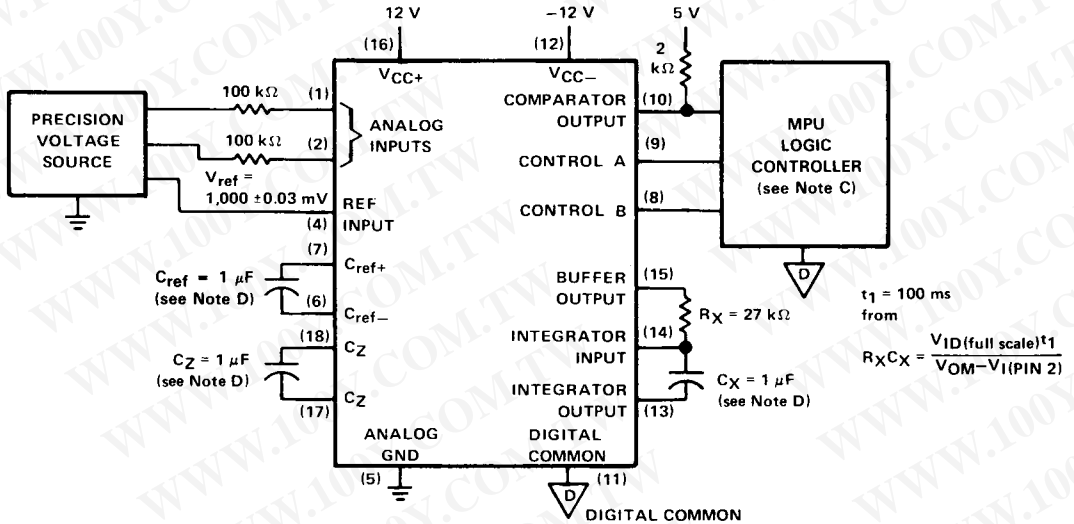 12 V
-12 V
5 V
(16)
(12)
2
kΩ
VCC+
VCC−
100 kΩ
(1)
COMPARATOR
OUTPUT
(10)
PRECISION
VOLTAGE
SOURCE
ANALOG
INPUTS
MPU
LOGIC
CONTROLLER
(see Note C)
100 kΩ
(2)
CONTROL A
(9)
Vref =
1,000 ±0.03 mV
REF
INPUT
(4)
CONTROL B
(8)
D
(7)
Cref+
Cref = 1 μF
(see Note D)
(6)
Cref−
BUFFER
OUTPUT
(15)
RX = 27 kΩ
t1 = 100 ms
from
RXCX = VID(full scale)t1
VOM−VI(PIN 2)
(18)
CZ
CZ = 1 μF
(see Note D)
CZ
(17)
INTEGRATOR
INPUT
(14)
INTEGRATOR
OUTPUT
(13)
CX = 1 μF
(see Note D)
ANALOG
GND
(5)
DIGITAL
COMMON
(11)
D
DIGITAL COMMON
WWW.100Y.COM.TW